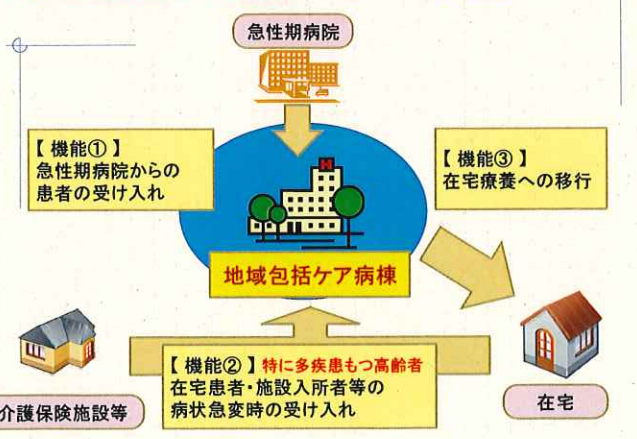 急性期病院
【 機能① 】
急性期病院からの
患者の受け入れ
【 機能③ 】
在宅療養への移行
H
地域包括ケア病棟
【 機能② 】特に多疾患もつ高齢者
在宅患者・施設入所者等の
病状急変時の受け入れ
介護保険施設等
在宅